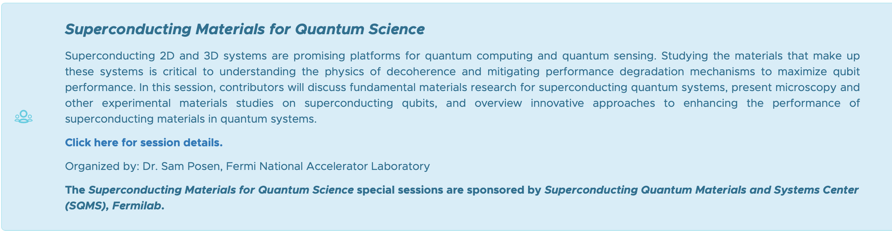 Superconducting Materials for Quantum Science
Superconducting 2D and 3D systems are promising platforms for quantum computing and quantum sensing. Studying the materials that make up
these systems is critical to understanding the physics of decoherence and mitigating performance degradation mechanisms to maximize qubit
performance. In this session, contributors will discuss fundamental materials research for superconducting quantum systems, present microscopy and
other experimental materials studies on superconducting qubits, and overview innovative approaches to enhancing the performance of
superconducting materials in quantum systems.
Click here for session details.
Organized by: Dr. Sam Posen, Fermi National Accelerator Laboratory
The Superconducting Materials for Quantum Science special sessions are sponsored by Superconducting Quantum Materials and Systems Center
(SQMS), Fermilab.